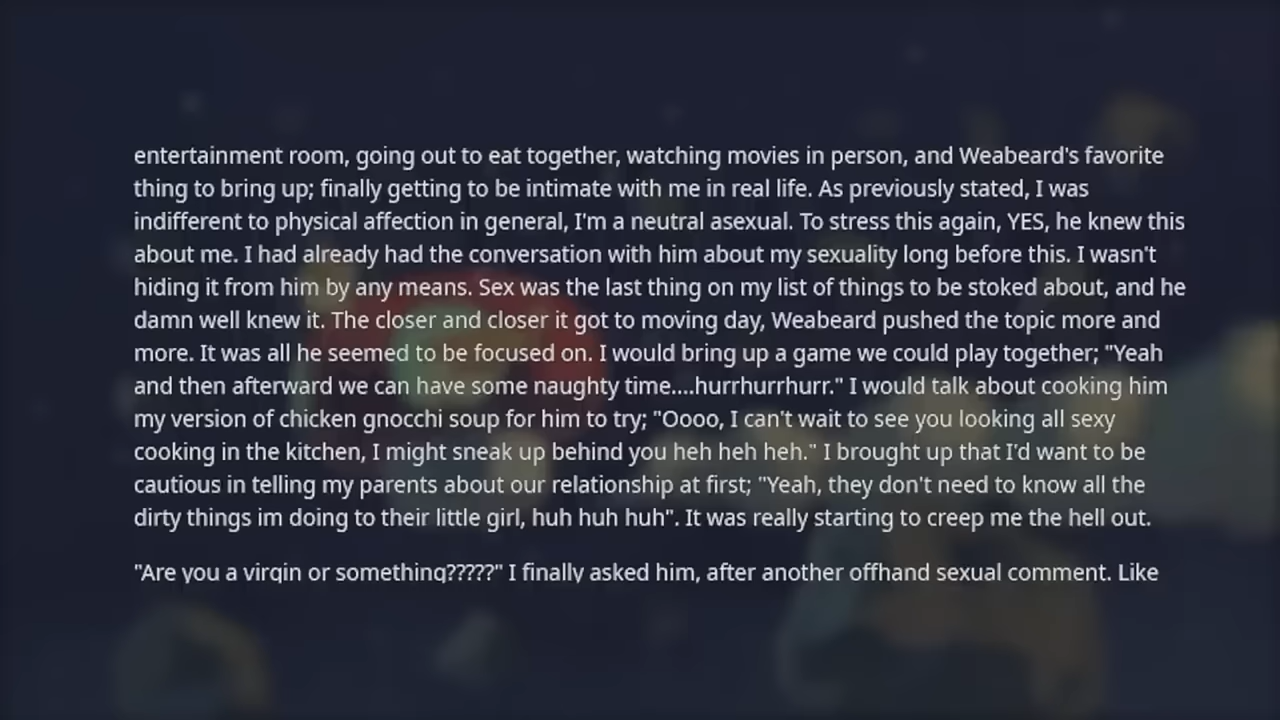 entertainment room, going out to eat together, watching movies in person, and Weabeard's favorite
thing to bring up; finally getting to be intimate with me in real life. As previously stated, I was
indifferent to physical affection in general, I'm a neutral asexual. To stress this again, YES, he knew this
about me. I had already had the conversation with him about my sexuality long before this. I wasn't
hiding it from him by any means. Sex was the last thing on my list of things to be stoked about, and he
damn well knew it. The closer and closer it got to moving day, Weabeard pushed the topic more and
more. It was all he seemed to be focused on. I would bring up a game we could play together; "Yeah
and then afterward we can have some naughty time....hurrhurrhurr." I would talk about cooking him
my version of chicken gnocchi soup for him to try; "Oooo, I can't wait to see you looking all sexy
cooking in the kitchen, I might sneak up behind you heh heh heh." I brought up that I'd want to be
cautious in telling my parents about our relationship at first; "Yeah, they don't need to know all the
dirty things im doing to their little girl, huh huh huh". It was really starting to creep me the hell out.
"Are you a virgin or something?????" I finally asked him, after another offhand sexual comment. Like